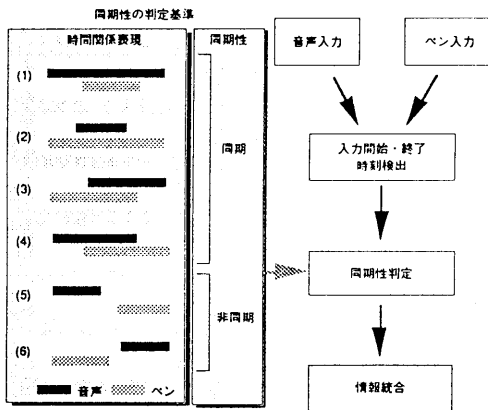 同期性の判定基準
時間関係表現
同期性
(1)
(2)
(3)
(4)
(5)
(6)
同期
非同期
音声
ペン
音声入力
ペン入力
入力開始・終了
時刻検出
同期性判定
情報統合